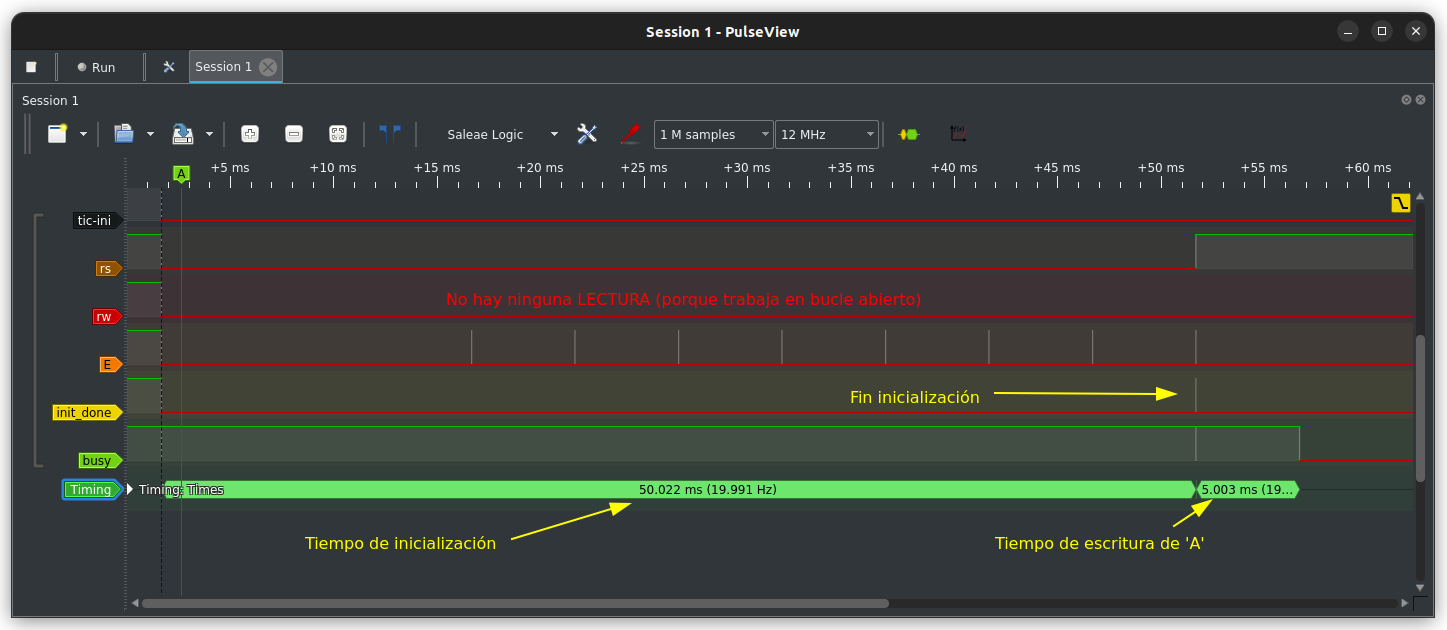 Session 1 - PulseView
Run
Session 1
Session 1
Saleae Logic
1 M samples
12 MHz
A
+5 ms
+10 ms
+15 ms
+20 ms
+25 ms
+30 ms
+35 ms
+40 ms
+45 ms
+50 ms
+55 ms
+60 ms
tic-ini
rs
No hay ninguna LECTURA (porque trabaja en bucle abierto)
rw
E
Fin inicialización
init_done
busy
Timing
Timing: Times
50.022 ms (19.991 Hz)
5.003 ms (19...
Tiempo de inicialización
Tiempo de escritura de 'A'